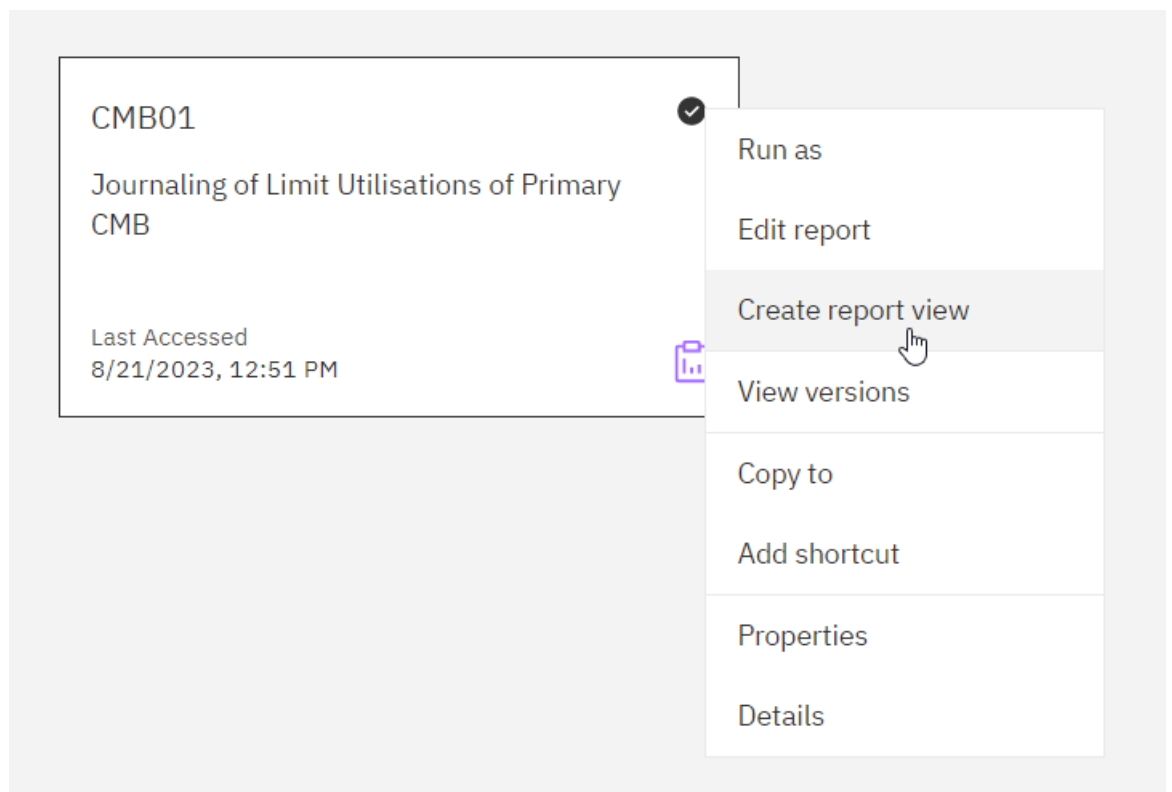 CMB01
Journaling of Limit Utilisations of Primary
CMB
Last Accessed
8/21/2023, 12:51 PM
Run as
Edit report
Create report view
View versions
Copy to
Add shortcut
Properties
Details